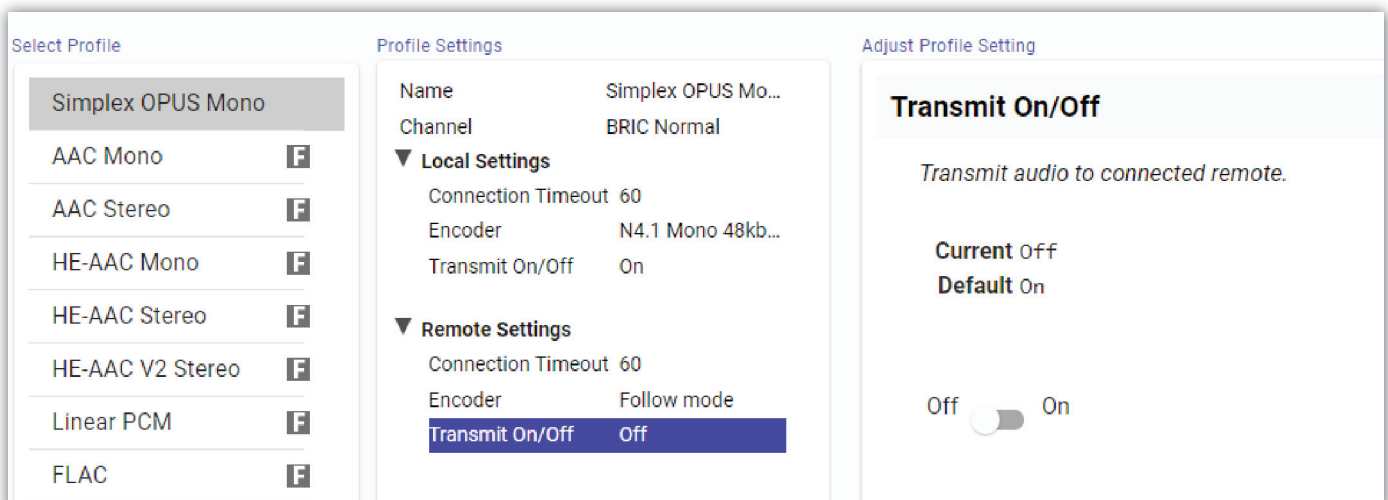 Select Profile
Simplex OPUS Mono
AAC Mono F
AAC Stereo F
HE-AAC Mono F
HE-AAC Stereo F
HE-AAC V2 Stereo F
Linear PCM F
FLAC F
Profile Settings
Name Simplex OPUS Mo...
Channel BRIC Normal
Local Settings
Connection Timeout 60
Encoder N4.1 Mono 48kb...
Transmit On/Off On
Remote Settings
Connection Timeout 60
Encoder Follow mode
Transmit On/Off Off
Adjust Profile Setting
Transmit On/Off
Transmit audio to connected remote.
Current Off
Default On
Off On